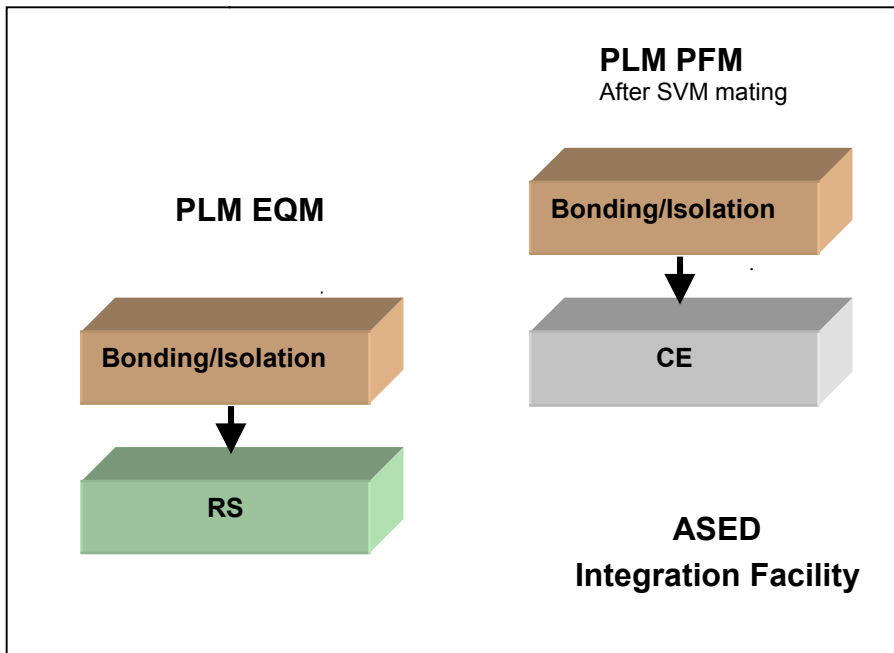 PLM PFM
After SVM mating
Bonding/Isolation
CE
PLM EQM
Bonding/Isolation
RS
ASED
Integration Facility